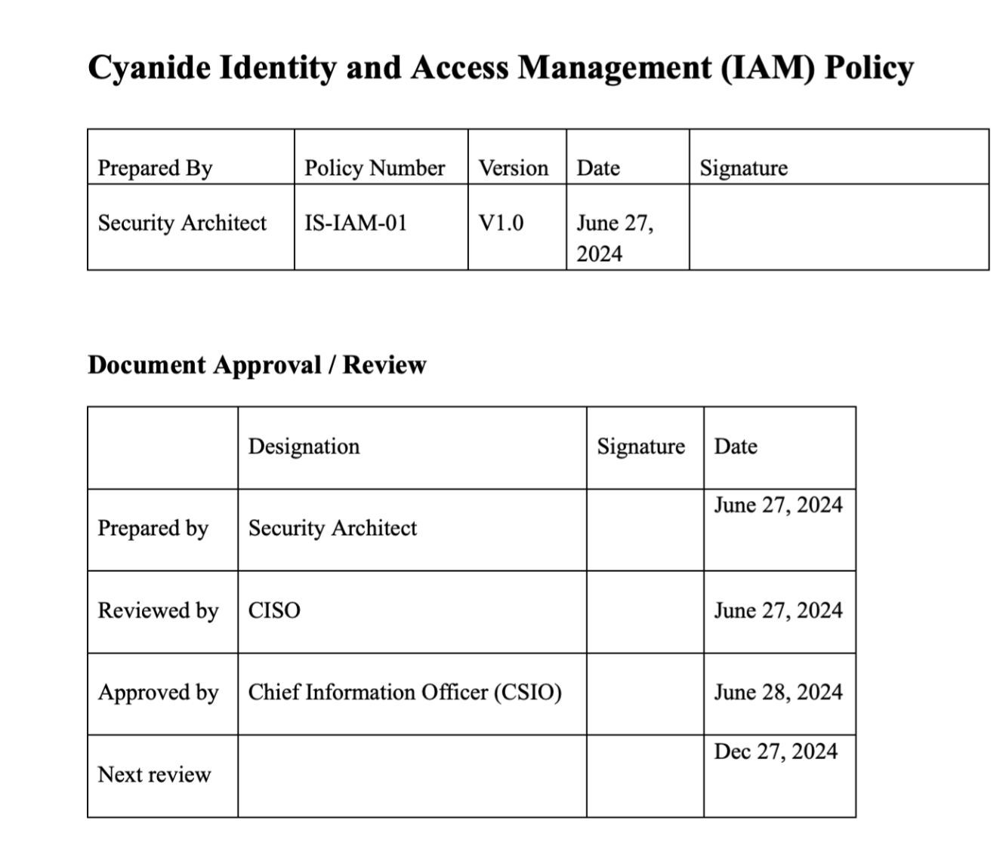 Cyanide Identity and Access Management (IAM) Policy
Prepared By Policy Number Version Date Signature
Security Architect IS-IAM-01 V1.0 June 27,
2024
Document Approval / Review
Designation Signature Date
Prepared by Security Architect June 27, 2024
Reviewed by CISO June 27, 2024
Approved by Chief Information Officer (CSIO) June 28, 2024
Next review Dec 27, 2024